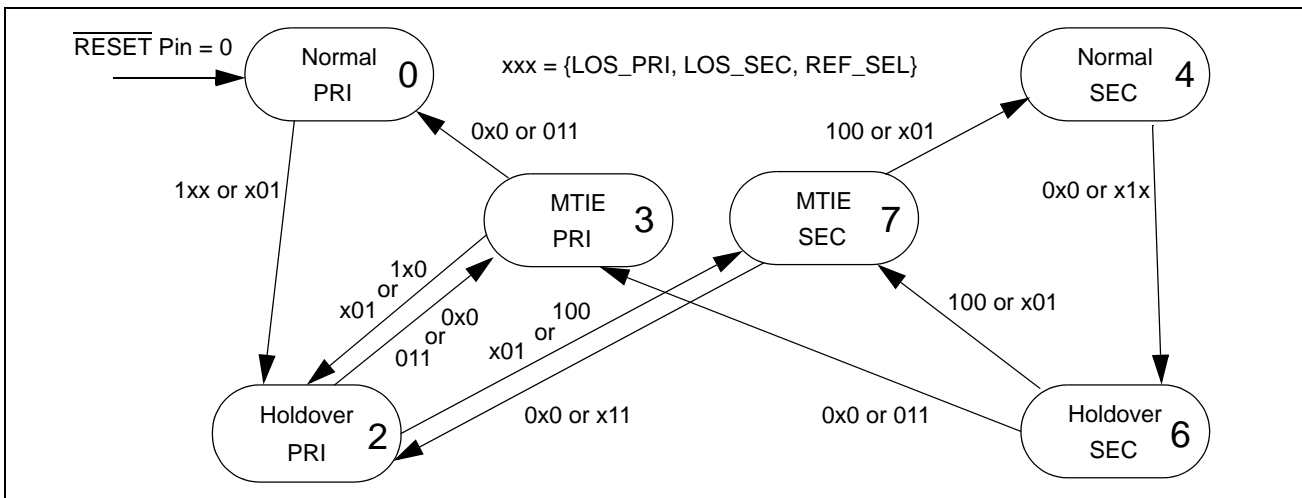 RESET Pin = 0
Normal
PRI
0
xxx = {LOS_PRI, LOS_SEC, REF_SEL}
Normal
SEC
4
0x0 or 011
100 or x01
1xx or x01
0x0 or x1x
MTIE
PRI
3
MTIE
SEC
7
x01 or 1x0
011 or 0x0
x01 or 100
100 or x01
0x0 or x11
0x0 or 011
Holdover
PRI
2
Holdover
SEC
6